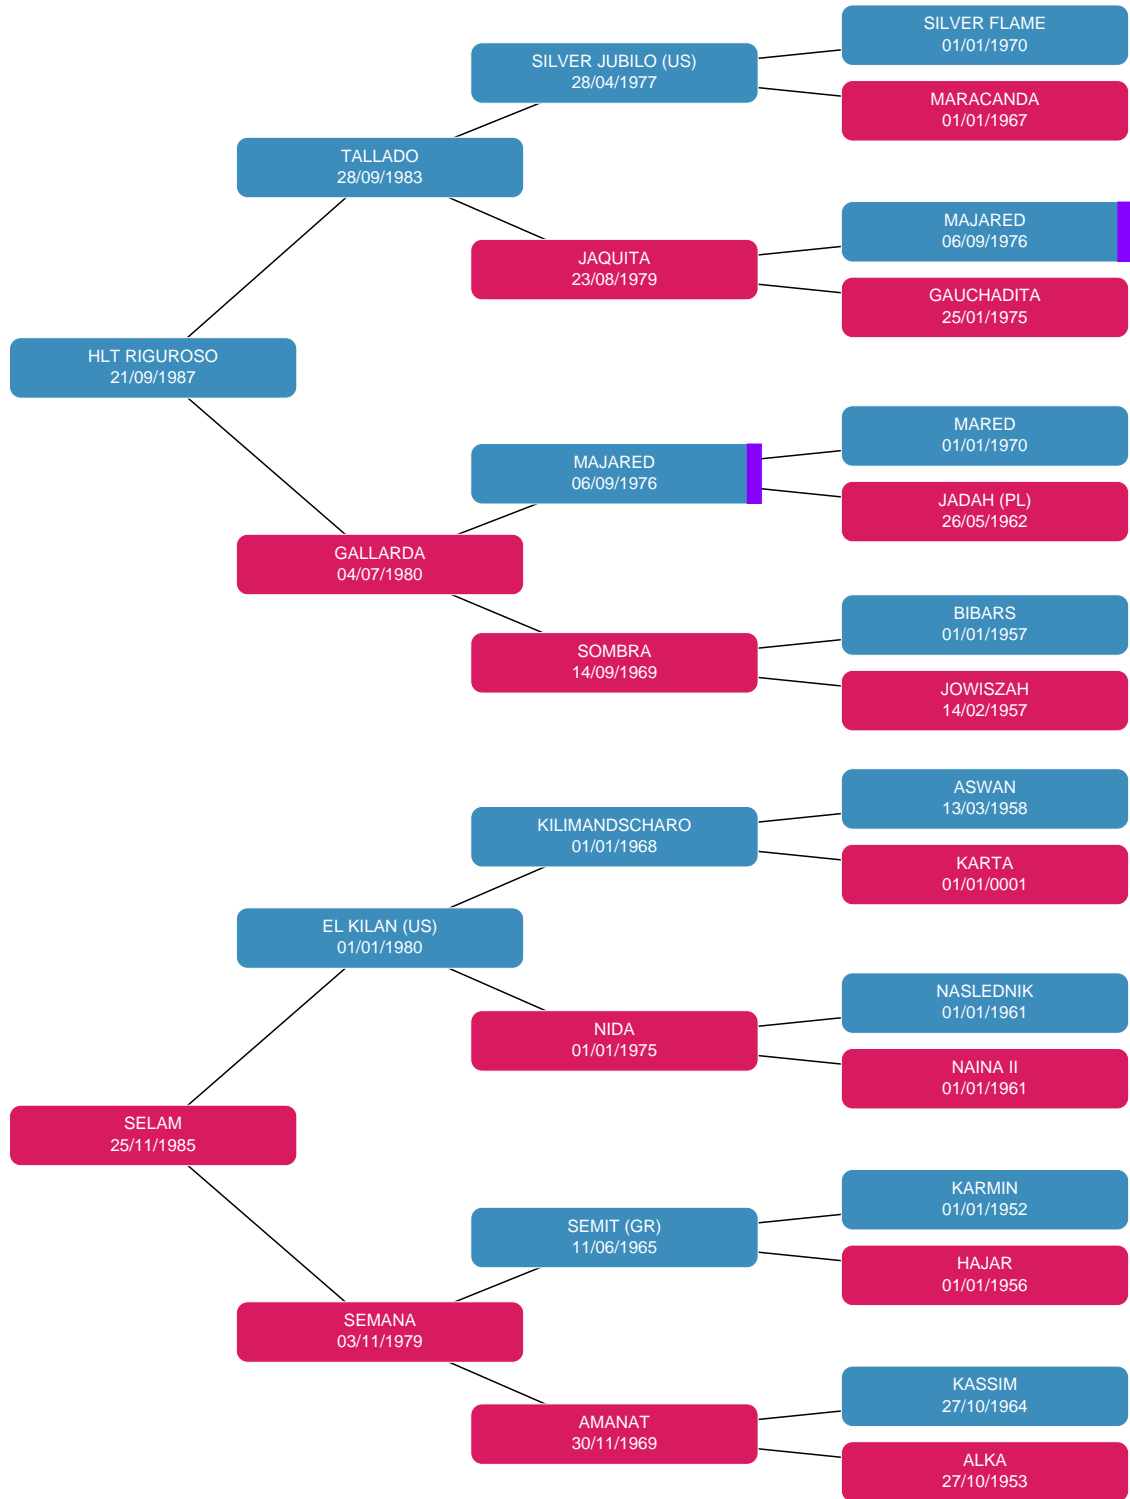 SILVER FLAME
01/01/1970
SILVER JUBILO (US)
28/04/1977
MARACANDA
01/01/1967
TALLADO
28/09/1983
MAJARED
06/09/1976
JAQUITA
23/08/1979
GAUCHADITA
25/01/1975
HLT RIGUROSO
21/09/1987
MARED
01/01/1970
MAJARED
06/09/1976
JADAH (PL)
26/05/1962
GALLARDA
04/07/1980
BIBARS
01/01/1957
SOMBRA
14/09/1969
JOWISZAH
14/02/1957
ASWAN
13/03/1958
KILIMANDSCHARO
01/01/1968
KARTA
01/01/0001
EL KILAN (US)
01/01/1980
NASLEDNIK
01/01/1961
NIDA
01/01/1975
NAINA II
01/01/1961
SELAM
25/11/1985
KARMIN
01/01/1952
SEMIT (GR)
11/06/1965
HAJAR
01/01/1956
SEMANA
03/11/1979
KASSIM
27/10/1964
AMANAT
30/11/1969
ALKA
27/10/1953